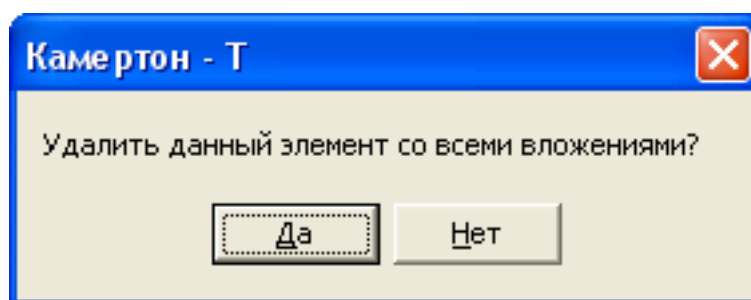 Камертон - Т
Удалить данный элемент со всеми вложениями?
Да Нет